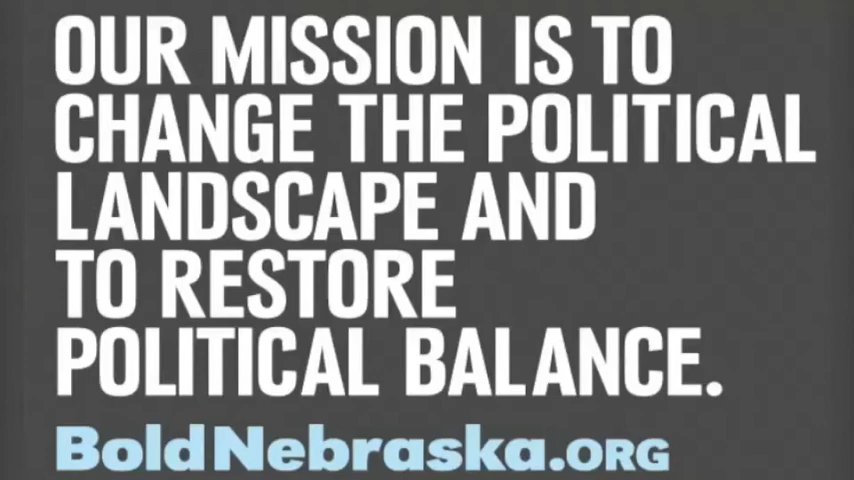 OUR MISSION IS TO
CHANGE THE POLITICAL
LANDSCAPE AND
TO RESTORE
POLITICAL BALANCE.
BoldNebraska.ORG